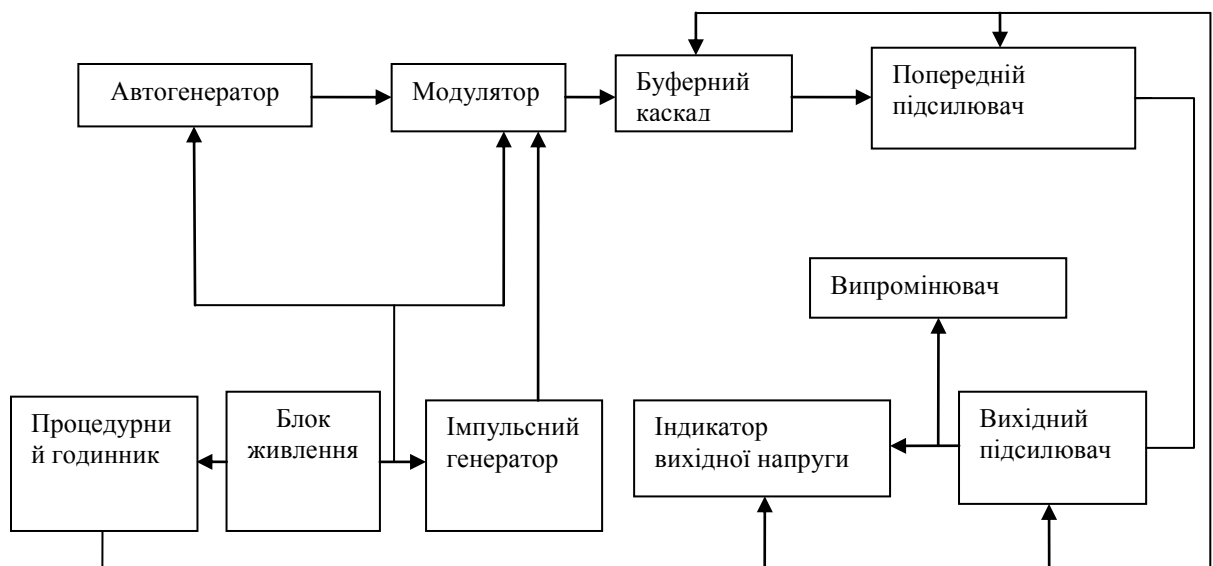 Автогенератор
Модулятор
Буферний
каскад
Попередній
підсилювач
Випромінювач
Процедурни
й годинник
Блок
живлення
Імпульсний
генератор
Індикатор
вихідної напруги
Вихідний
підсилювач